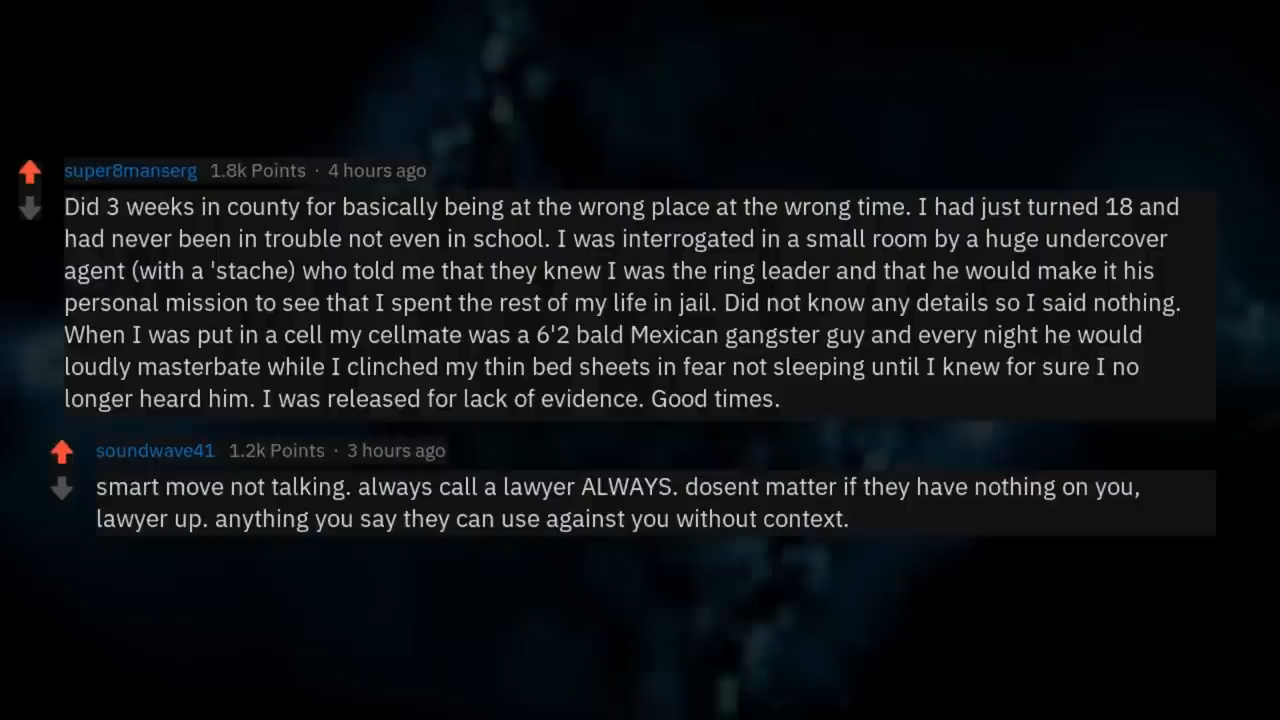 super8manserg 1.8k Points · 4 hours ago
Did 3 weeks in county for basically being at the wrong place at the wrong time. I had just turned 18 and
had never been in trouble not even in school. I was interrogated in a small room by a huge undercover
agent (with a 'stache) who told me that they knew I was the ring leader and that he would make it his
personal mission to see that I spent the rest of my life in jail. Did not know any details so I said nothing.
When I was put in a cell my cellmate was a 6'2 bald Mexican gangster guy and every night he would
loudly masterbate while I clinched my thin bed sheets in fear not sleeping until I knew for sure I no
longer heard him. I was released for lack of evidence. Good times.
soundwave41 1.2k Points · 3 hours ago
smart move not talking. always call a lawyer ALWAYS. dosent matter if they have nothing on you,
lawyer up. anything you say they can use against you without context.